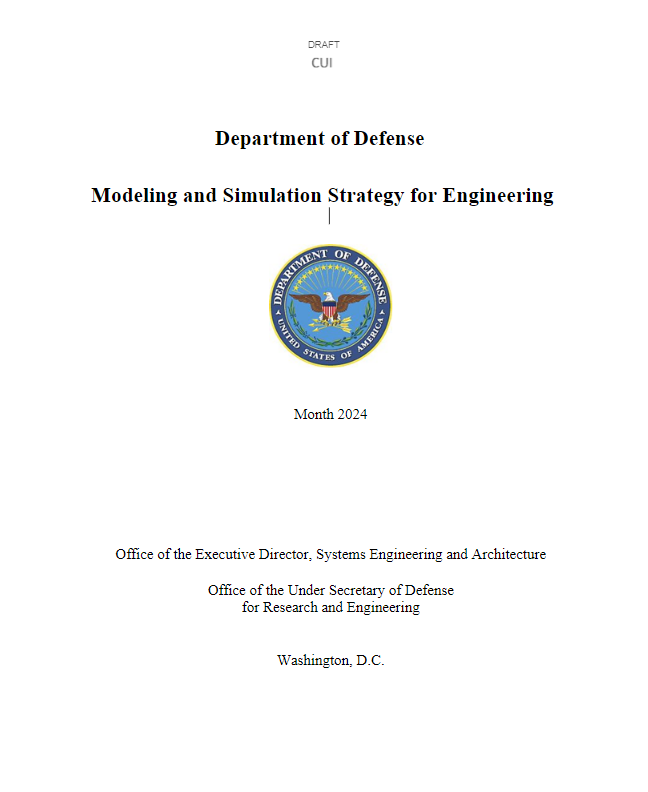 DRAFT
CUI
Department of Defense
Modeling and Simulation Strategy for Engineering
DEPARTMENT OF DEFENSE
UNITED STATES OF AMERICA
Month 2024
Office of the Executive Director, Systems Engineering and Architecture
Office of the Under Secretary of Defense
for Research and Engineering
Washington, D.C.